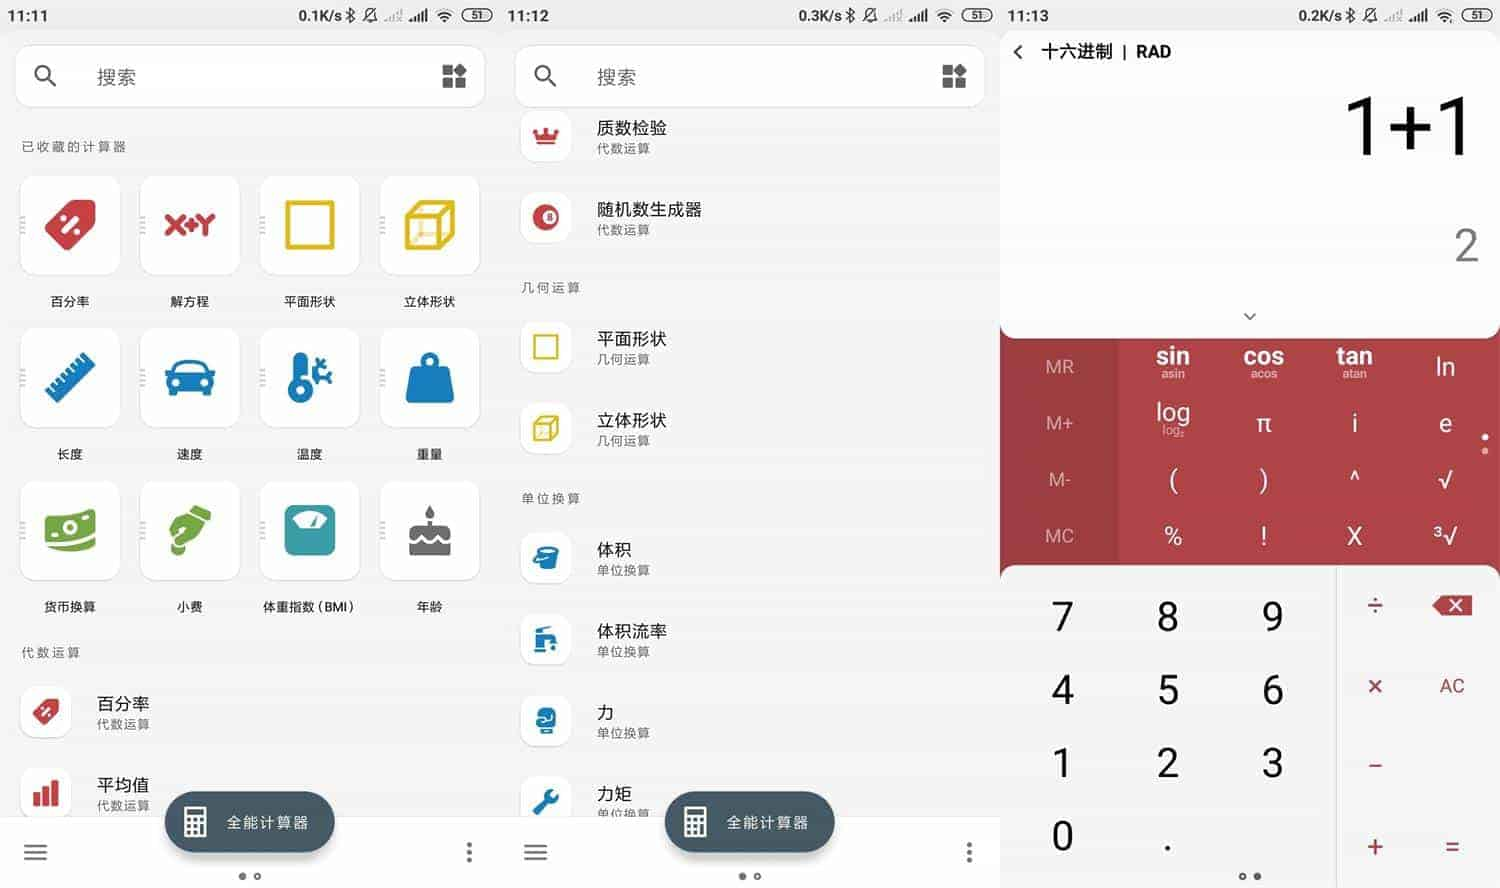 11:11 0.1K/s 51
搜索
已收藏的计算器
百分率 解方程 平面形状 立体形状
长度 速度 温度 重量
货币换算 小费 体重指数(BMI) 年龄
代数运算
百分率
代数运算
平均值
代数运算
全能计算器
11:12 0.3K/s 51
搜索
质数检验
代数运算
随机数生成器
代数运算
几何运算
平面形状
几何运算
立体形状
几何运算
单位换算
体积
单位换算
体积流率
单位换算
力
单位换算
力矩
单位换算
全能计算器
11:13 0.2K/s 51
十六进制 | RAD
1+1
2
MR sin cos tan ln
asin acos atan
M+ log π i e
log₂
M- ( ) ^ √
MC % ! X ³√
7 8 9 ÷
4 5 6 × AC
1 2 3 −
0 . + =